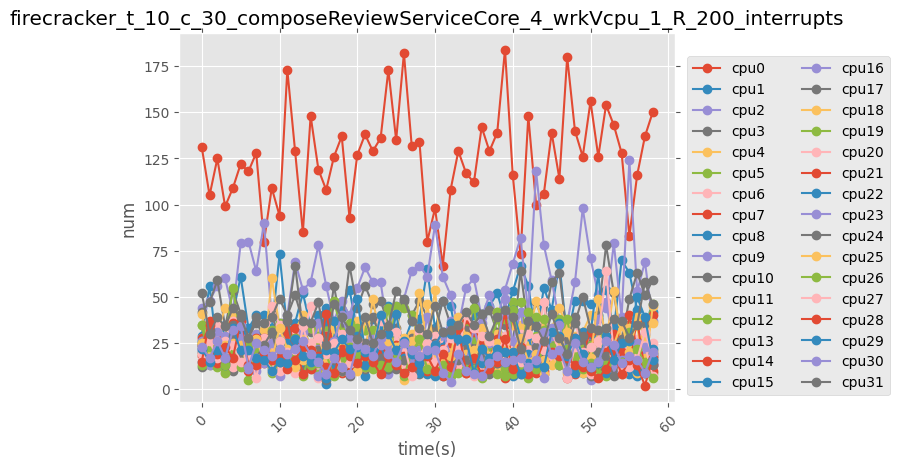 firecracker_t_10_c_30_composeReviewServiceCore_4_wrkVcpu_1_R_200_interrupts
175
150
125
100
75
50
25
0
num
0
10
20
30
40
50
60
time(s)
cpu0
cpu1
cpu2
cpu3
cpu4
cpu5
cpu6
cpu7
cpu8
cpu9
cpu10
cpu11
cpu12
cpu13
cpu14
cpu15
cpu16
cpu17
cpu18
cpu19
cpu20
cpu21
cpu22
cpu23
cpu24
cpu25
cpu26
cpu27
cpu28
cpu29
cpu30
cpu31